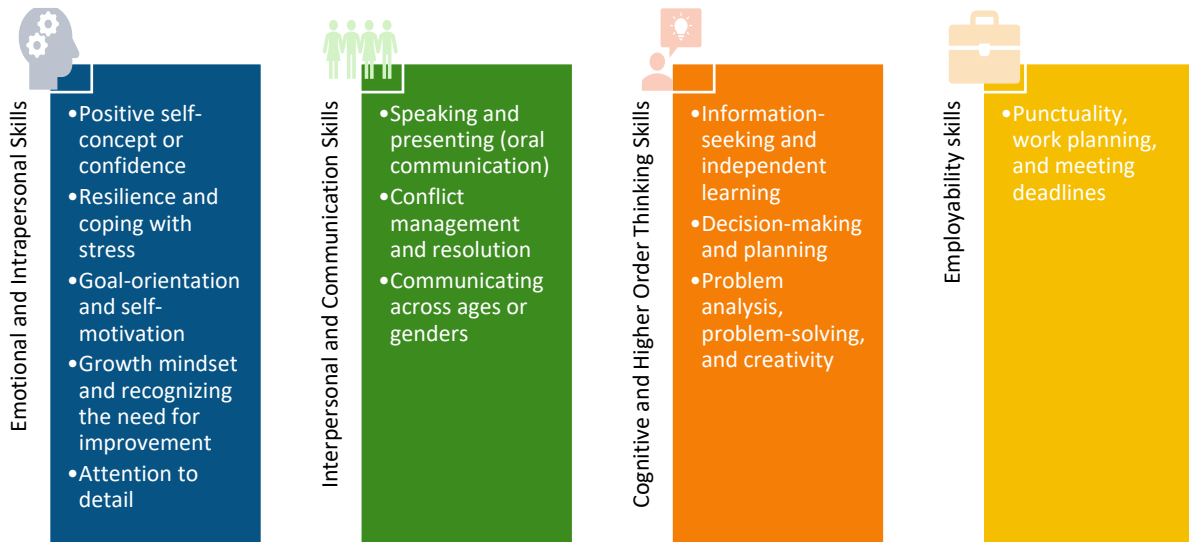 Emotional and Intrapersonal Skills
•Positive self-
concept or
confidence
•Resilience and
coping with
stress
•Goal-orientation
and self-
motivation
•Growth mindset
and recognizing
the need for
improvement
•Attention to
detail
Interpersonal and Communication Skills
•Speaking and
presenting (oral
communication)
•Conflict
management
and resolution
•Communicating
across ages or
genders
Cognitive and Higher Order Thinking Skills
•Information-
seeking and
independent
learning
•Decision-making
and planning
•Problem
analysis,
problem-solving,
and creativity
Employability skills
•Punctuality,
work planning,
and meeting
deadlines